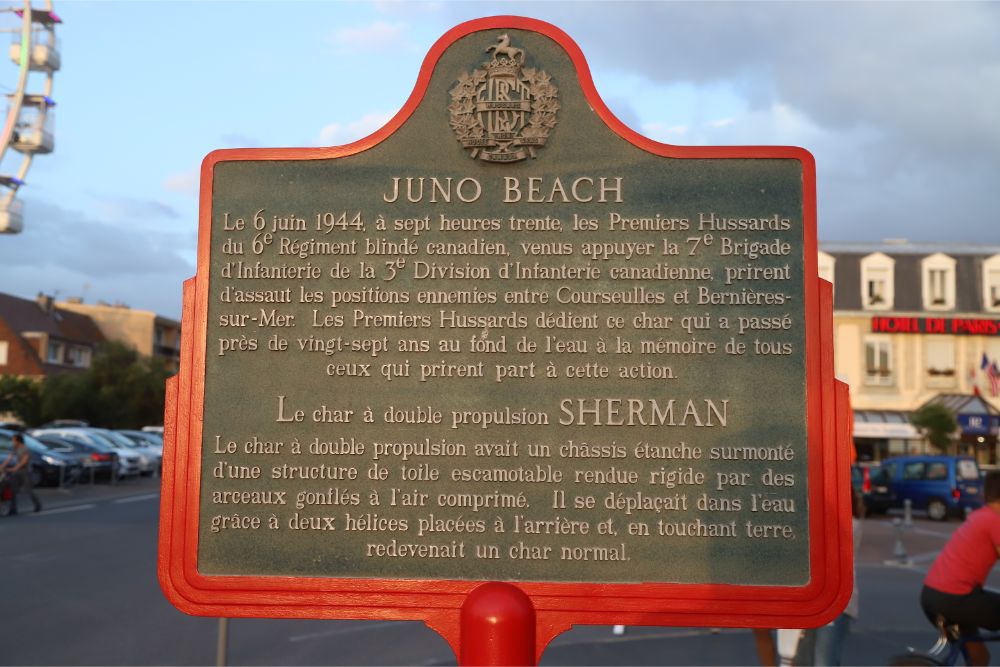 HUSSARS
JUNO BEACH
Le 6 juin 1944, à sept heures trente, les Premiers Hussards
du 6e Régiment blindé canadien, venus appuyer la 7e Brigade
d'Infanterie de la 3e Division d'Infanterie canadienne, prirent
d'assaut les positions ennemies entre Courseulles et Bernières-
sur-Mer. Les Premiers Hussards dédient ce char qui a passé
près de vingt-sept ans au fond de l'eau à la mémoire de tous
ceux qui prirent part à cette action.
Le char à double propulsion SHERMAN
Le char à double propulsion avait un châssis étanche surmonté
d'une structure de toile escamotable rendue rigide par des
arceaux gonflés à l'air comprimé. Il se déplaçait dans l'eau
grâce à deux hélices placées à l'arrière et, en touchant terre,
redevenait un char normal.
HOTEL DE PARIS